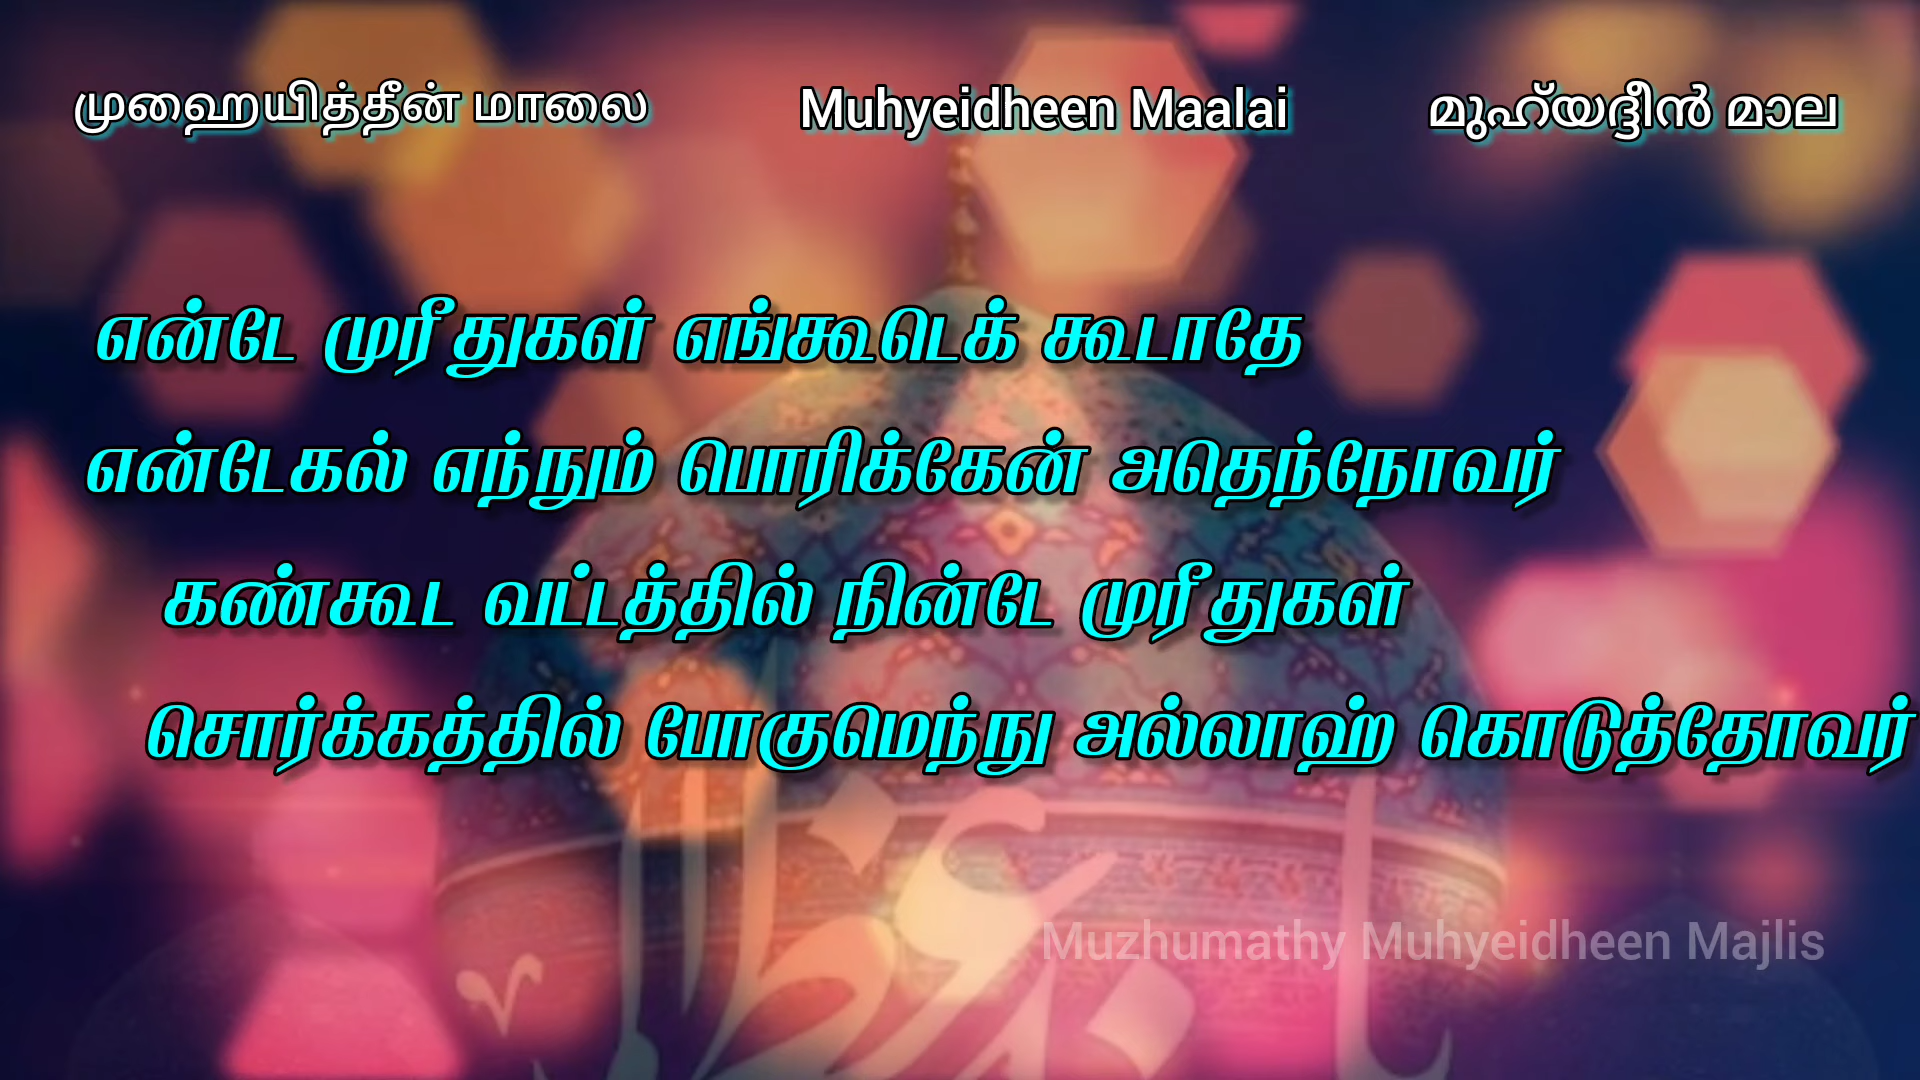 முஹையித்தீன் மாலை Muhyeidheen Maalai മുഹ്‌യദ്ദീൻ മാല
என்டே முரீதுகள் எங்கூடெக் கூடாதே
என்டேகல் எந்நும் பொரிக்கேன் அதெந்நோவர்
கண்கூட வட்டத்தில் நின்டே முரீதுகள்
சொர்க்கத்தில் போகுமெந்நு அல்லாஹ் கொடுத்தோவர்
Muzhumathy Muhyeidheen Majlis